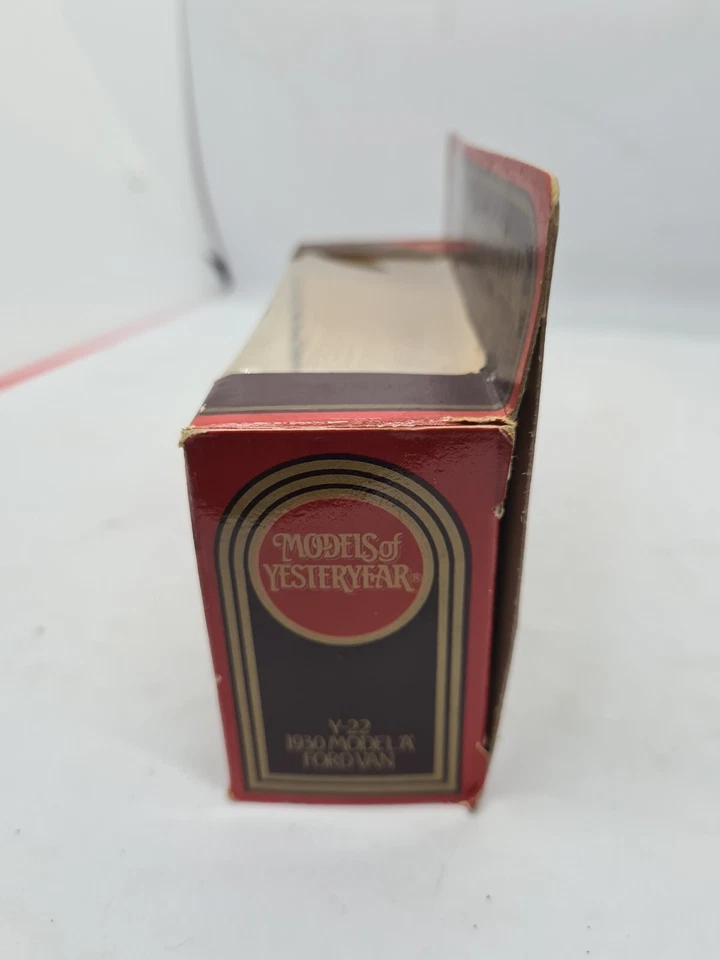 MODELS of
YESTERYEAR®
Y-22
1930 MODEL 'A'
FORD VAN